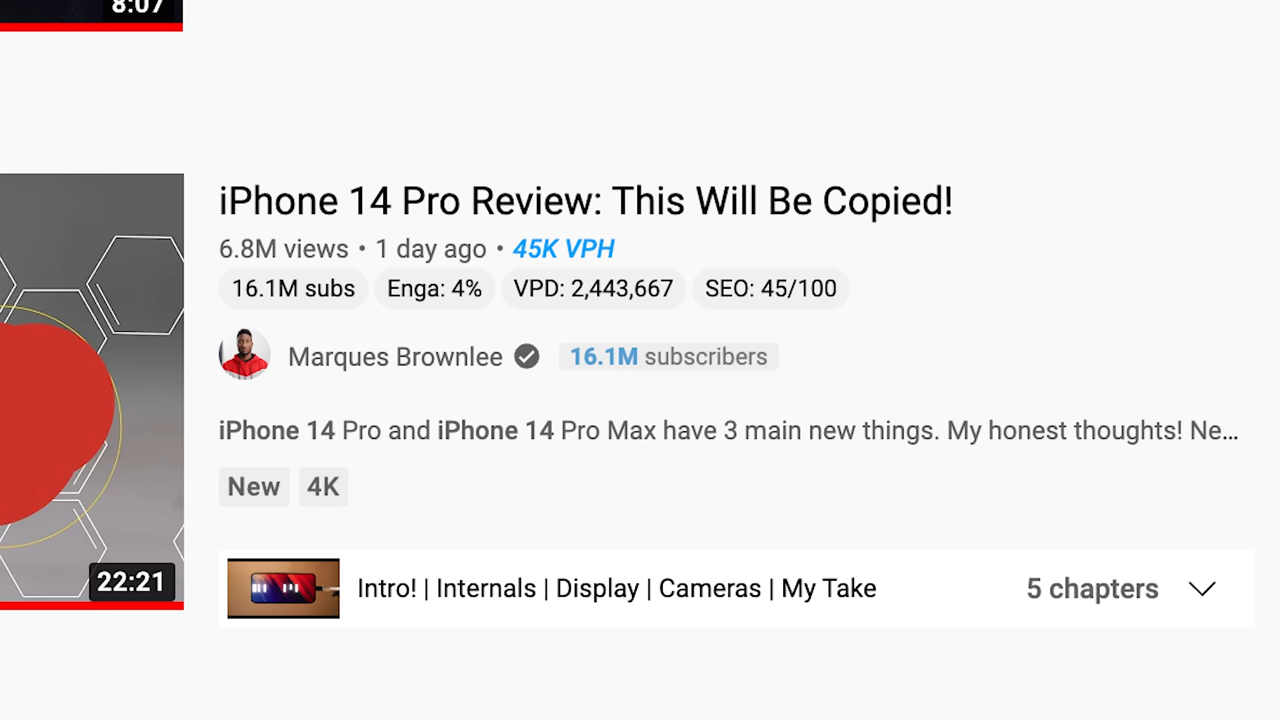 8:07
iPhone 14 Pro Review: This Will Be Copied!
6.8M views • 1 day ago • 45K VPH
16.1M subs Enga: 4% VPD: 2,443,667 SEO: 45/100
Marques Brownlee 16.1M subscribers
iPhone 14 Pro and iPhone 14 Pro Max have 3 main new things. My honest thoughts! Ne...
New 4K
22:21
Intro! | Internals | Display | Cameras | My Take 5 chapters